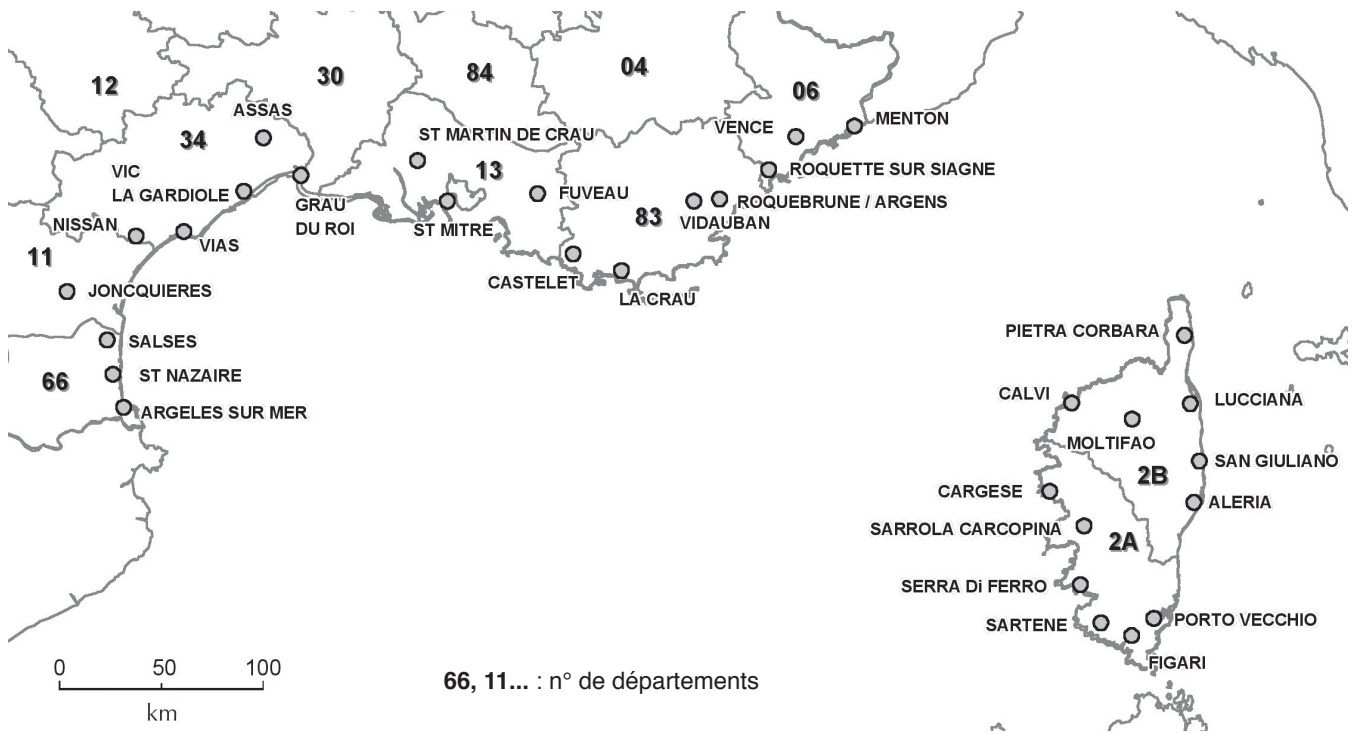 12
30
84
04
06
ASSAS
34
ST MARTIN DE CRAU
VENCE
MENTON
VIC
LA GARDIOLE
13
ROQUETTE SUR SIAGNE
FUVEAU
GRAU
DU ROI
ST MITRE
83
ROQUEBRUNE / ARGENS
VIDAUBAN
NISSAN
VIAS
11
JONCQUIERES
CASTELET
LA CRAU
SALSES
66
ST NAZAIRE
ARGELES SUR MER
PIETRA CORBARA
CALVI
LUCCIANA
MOLTIFAO
SAN GIULIANO
2B
CARGESE
ALERIA
SARROLA CARCOPINA
2A
SERRA Di FERRO
SARTENE
PORTO VECCHIO
FIGARI
0 50 100
km
66, 11... : n° de départements